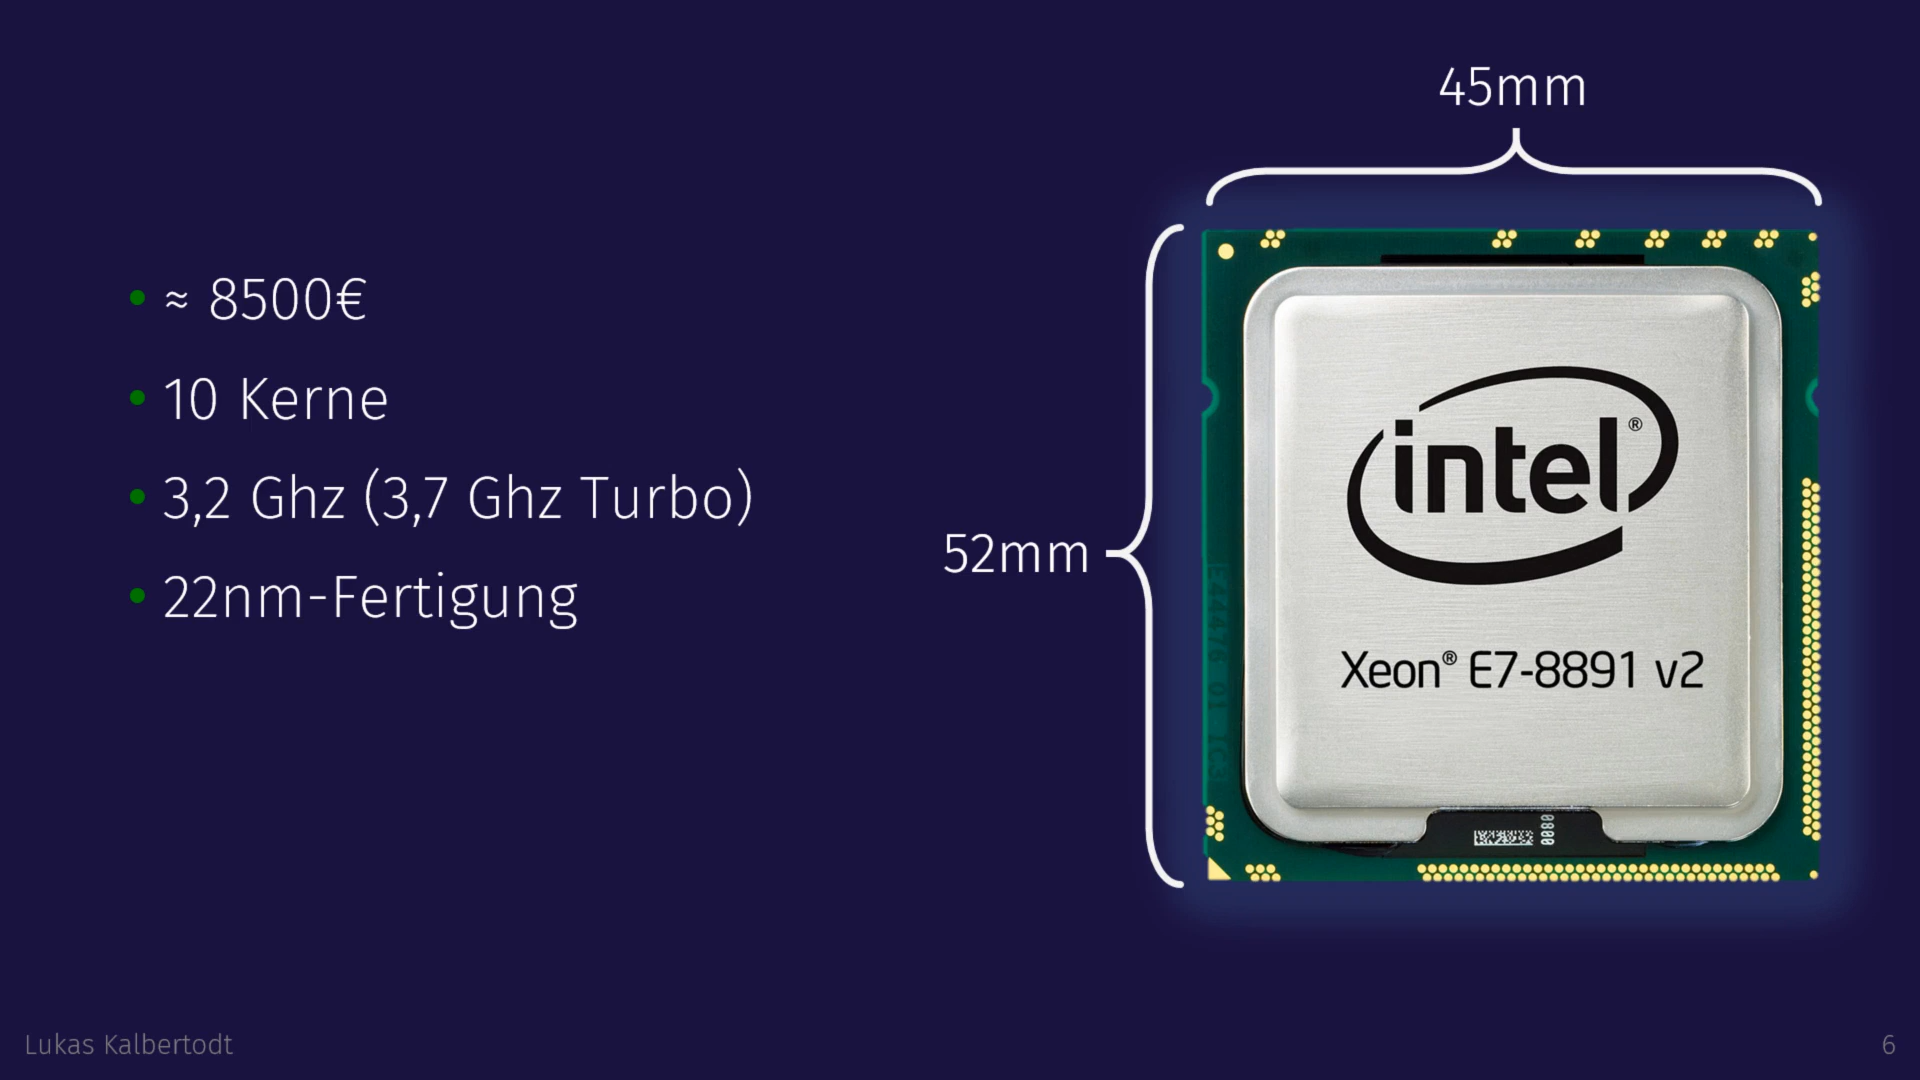 ≈ 8500€
10 Kerne
3,2 Ghz (3,7 Ghz Turbo)
22nm-Fertigung
45mm
52mm
intel®
Xeon® E7-8891 v2
0080
Lukas Kalbertodt
6